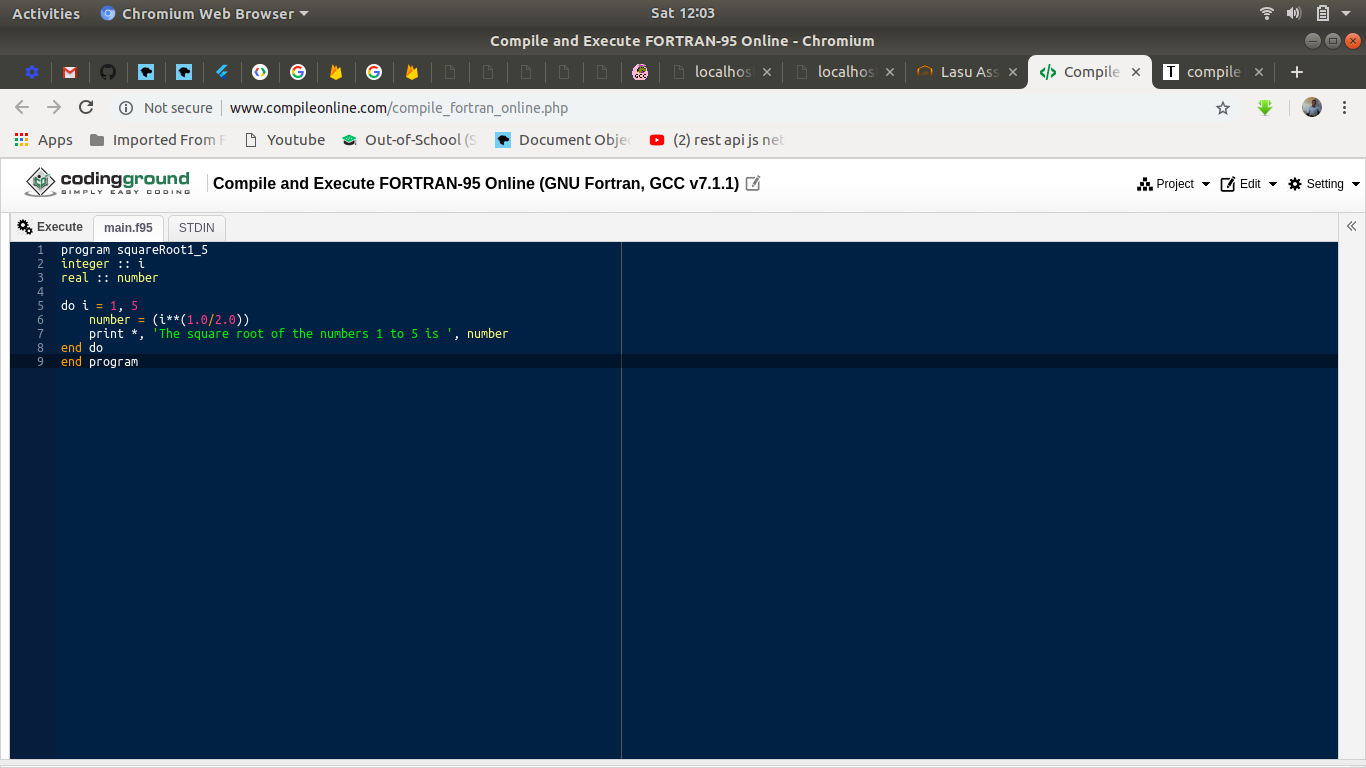 Activities Chromium Web Browser Sat 12:03
Compile and Execute FORTRAN-95 Online - Chromium
localhos localhos Lasu Ass Compile compile
Not secure www.compileonline.com/compile_fortran_online.php
Apps Imported From F Youtube Out-of-School (S Document Obje (2) rest api js net
codingground
SIMPLY EASY CODING
Compile and Execute FORTRAN-95 Online (GNU Fortran, GCC v7.1.1) Project Edit Setting
Execute main.f95 STDIN
1 program squareRoot1_5
2 integer :: i
3 real :: number
4
5 do i = 1, 5
6 number = (i**(1.0/2.0))
7 print *, 'The square root of the numbers 1 to 5 is ', number
8 end do
9 end program